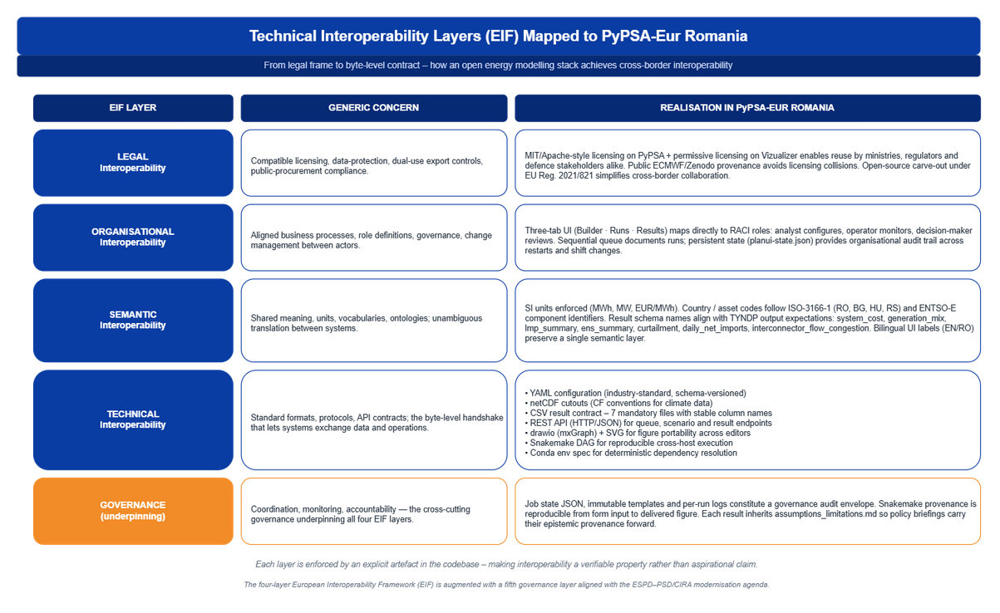 Technical Interoperability Layers (EIF) Mapped to PyPSA-Eur Romania
From legal frame to byte-level contract – how an open energy modelling stack achieves cross-border interoperability
EIF LAYER
GENERIC CONCERN
REALISATION IN PyPSA-EUR ROMANIA
LEGAL
Interoperability
Compatible licensing, data-protection, dual-use export controls,
public-procurement compliance.
MIT/Apache-style licensing on PyPSA + permissive licensing on Vizualizer enables reuse by ministries, regulators and
defence stakeholders alike. Public ECMWF/Zenodo provenance avoids licensing collisions. Open-source carve-out under
EU Reg. 2021/821 simplifies cross-border collaboration.
ORGANISATIONAL
Interoperability
Aligned business processes, role definitions, governance, change
management between actors.
Three-tab UI (Builder · Runs · Results) maps directly to RACI roles: analyst configures, operator monitors, decision-maker
reviews. Sequential queue documents runs; persistent state (planui-state.json) provides organisational audit trail across
restarts and shift changes.
SEMANTIC
Interoperability
Shared meaning, units, vocabularies, ontologies; unambiguous
translation between systems.
SI units enforced (MWh, MW, EUR/MWh). Country / asset codes follow ISO-3166-1 (RO, BG, HU, RS) and ENTSO-E
component identifiers. Result schema names align with TYNDP output expectations: system_cost, generation_mix,
lmp_summary, ens_summary, curtailment, daily_net_imports, interconnector_flow_congestion. Bilingual UI labels (EN/RO)
preserve a single semantic layer.
TECHNICAL
Interoperability
Standard formats, protocols, API contracts; the byte-level handshake
that lets systems exchange data and operations.
• YAML configuration (industry-standard, schema-versioned)
• netCDF cutouts (CF conventions for climate data)
• CSV result contract – 7 mandatory files with stable column names
• REST API (HTTP/JSON) for queue, scenario and result endpoints
• drawio (mxGraph) + SVG for figure portability across editors
• Snakemake DAG for reproducible cross-host execution
• Conda env spec for deterministic dependency resolution
GOVERNANCE
(underpinning)
Coordination, monitoring, accountability — the cross-cutting
governance underpinning all four EIF layers.
Job state JSON, immutable templates and per-run logs constitute a governance audit envelope. Snakemake provenance is
reproducible from form input to delivered figure. Each result inherits assumptions_limitations.md so policy briefings carry
their epistemic provenance forward.
Each layer is enforced by an explicit artefact in the codebase – making interoperability a verifiable property rather than aspirational claim.
The four-layer European Interoperability Framework (EIF) is augmented with a fifth governance layer aligned with the ESPD–PSD/CIRA modernisation agenda.